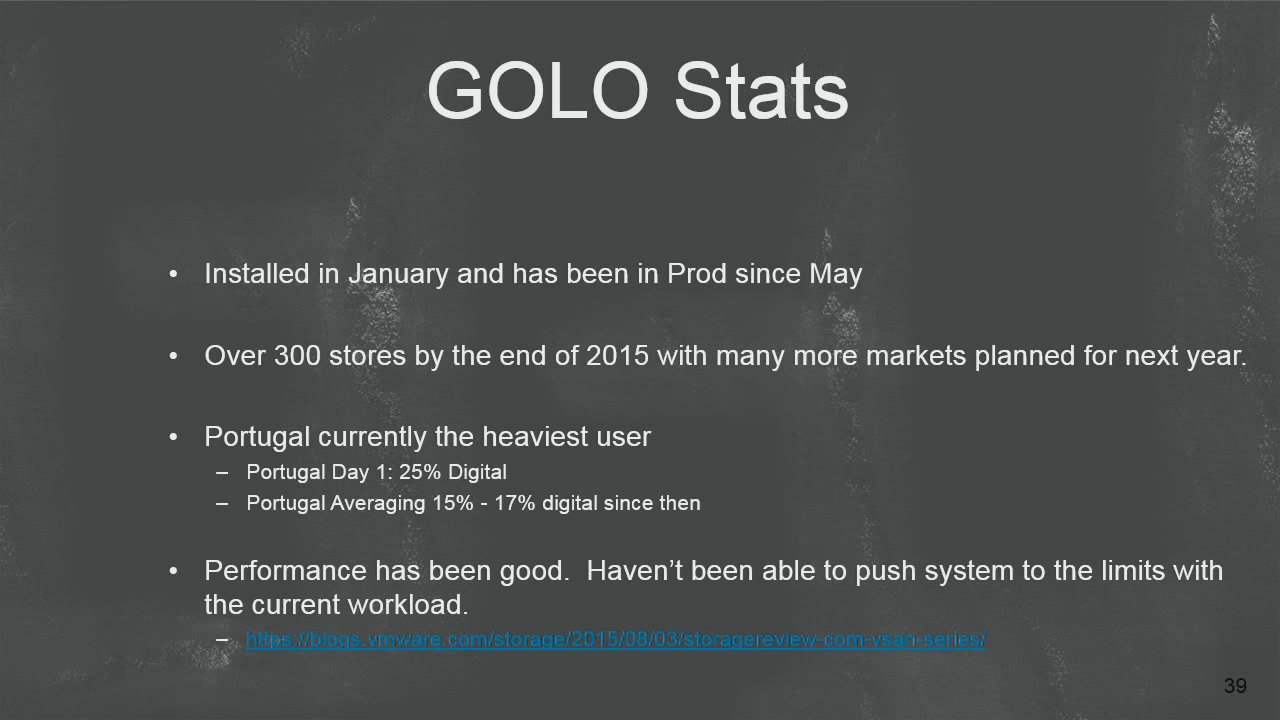 GOLO Stats
• Installed in January and has been in Prod since May
• Over 300 stores by the end of 2015 with many more markets planned for next year.
• Portugal currently the heaviest user
– Portugal Day 1: 25% Digital
– Portugal Averaging 15% - 17% digital since then
• Performance has been good.  Haven’t been able to push system to the limits with
the current workload.
– https://blogs.vmware.com/storage/2015/08/03/storagereview-com-vsan-series/
39